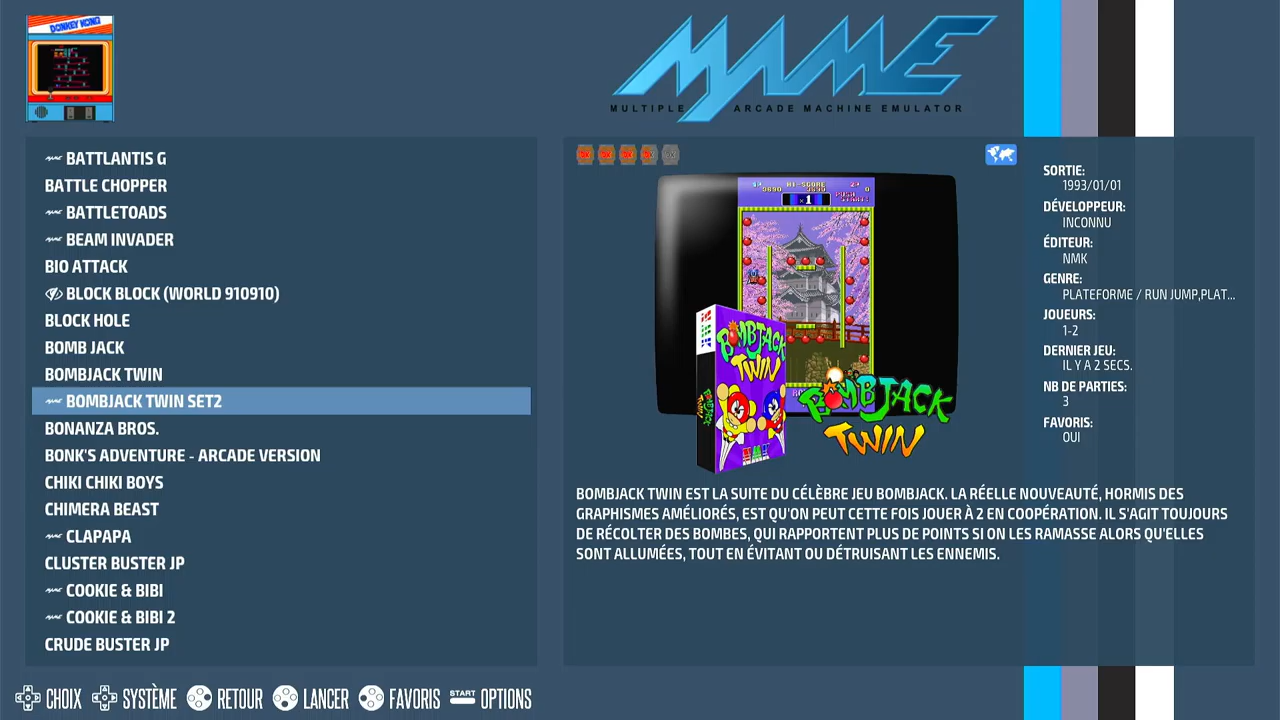 DONKEY KONG
MAME
MULTIPLE ARCADE MACHINE EMULATOR
BATTLANTIS G
BATTLE CHOPPER
BATTLETOADS
BEAM INVADER
BIO ATTACK
BLOCK BLOCK (WORLD 910910)
BLOCK HOLE
BOMB JACK
BOMBJACK TWIN
BOMBJACK TWIN SET2
BONANZA BROS.
BONK'S ADVENTURE - ARCADE VERSION
CHIKI CHIKI BOYS
CHIMERA BEAST
CLAPAPA
CLUSTER BUSTER JP
COOKIE & BIBI
COOKIE & BIBI 2
CRUDE BUSTER JP
HI-SCORE
×1
BOMBJACK
TWIN
BOMBJACK
TWIN
SORTIE:
1993/01/01
DÉVELOPPEUR:
INCONNU
ÉDITEUR:
NMK
GENRE:
PLATEFORME / RUN JUMP,PLAT...
JOUEURS:
1-2
DERNIER JEU:
IL Y A 2 SECS.
NB DE PARTIES:
3
FAVORIS:
OUI
BOMBJACK TWIN EST LA SUITE DU CÉLÈBRE JEU BOMBJACK. LA RÉELLE NOUVEAUTÉ, HORMIS DES
GRAPHISMES AMÉLIORÉS, EST QU'ON PEUT CETTE FOIS JOUER À 2 EN COOPÉRATION. IL S'AGIT TOUJOURS
DE RÉCOLTER DES BOMBES, QUI RAPPORTENT PLUS DE POINTS SI ON LES RAMASSE ALORS QU'ELLES
SONT ALLUMÉES, TOUT EN ÉVITANT OU DÉTRUISANT LES ENNEMIS.
CHOIX SYSTÈME RETOUR LANCER FAVORIS START OPTIONS